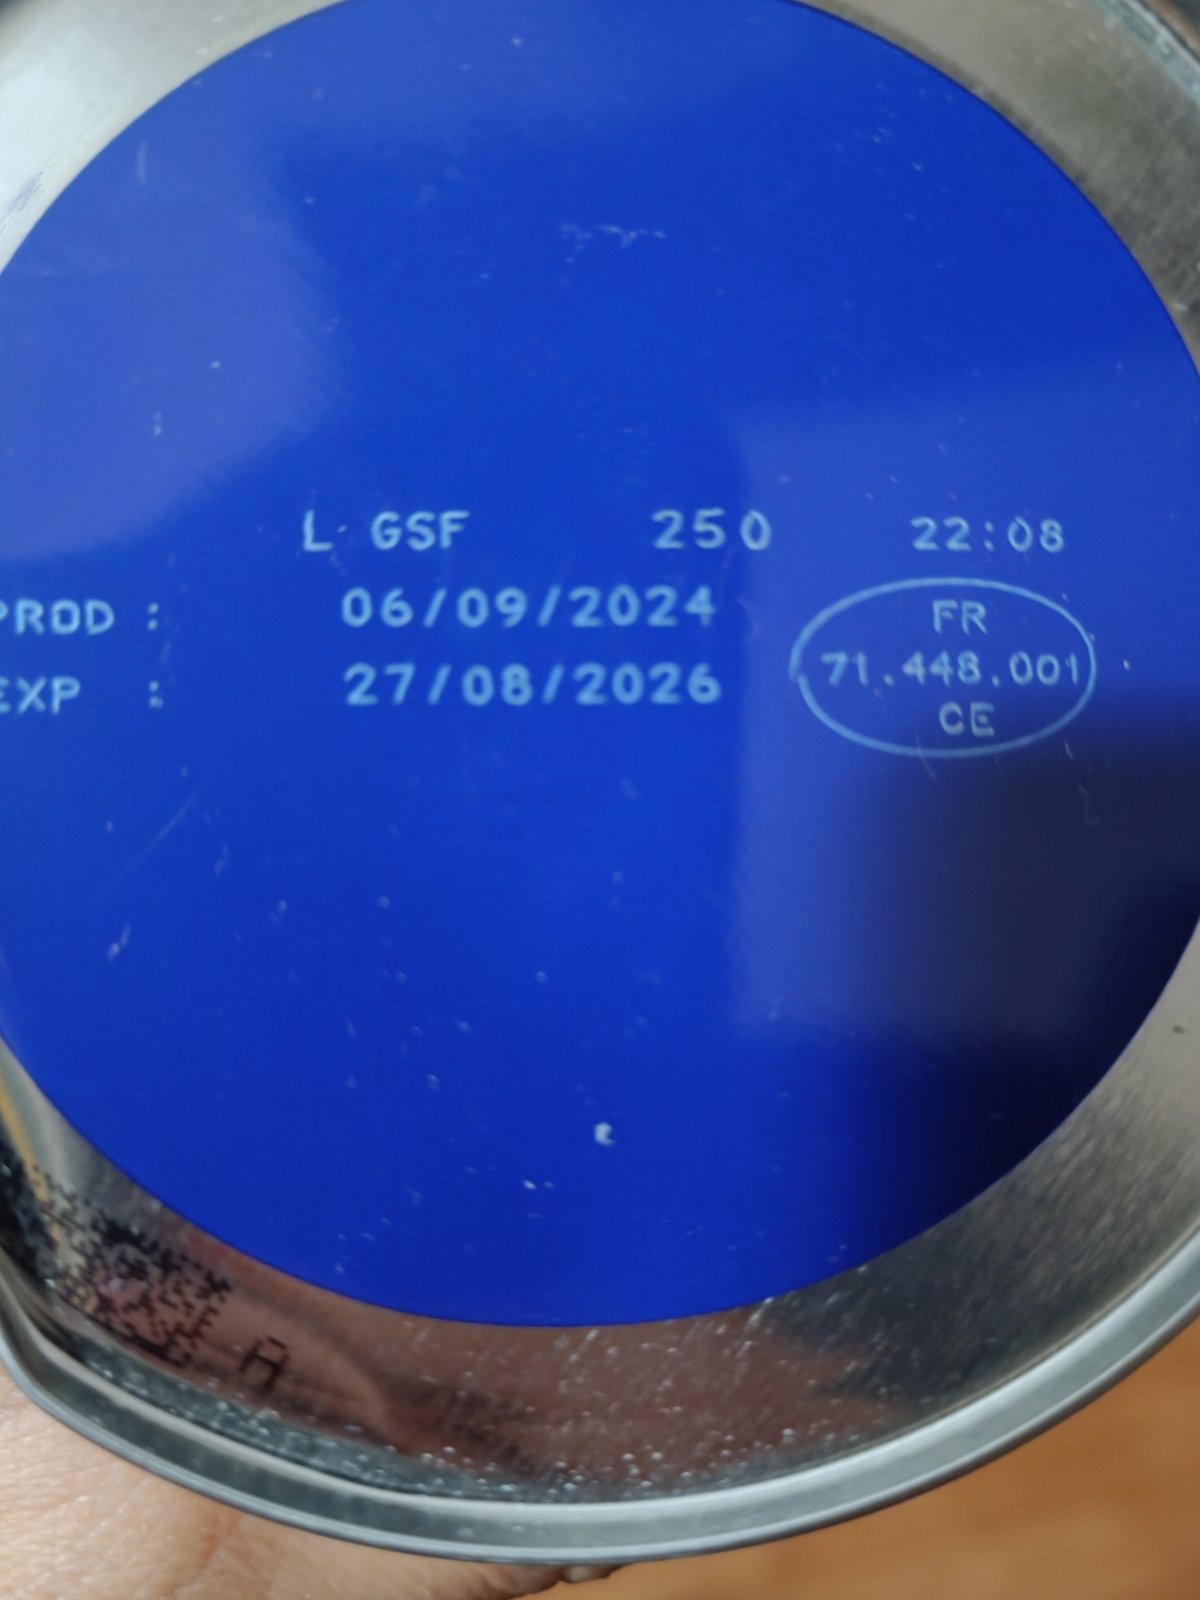 L GSF 250 22:08
PROD : 06/09/2024
EXP : 27/08/2026
FR
71.448.001
CE
A